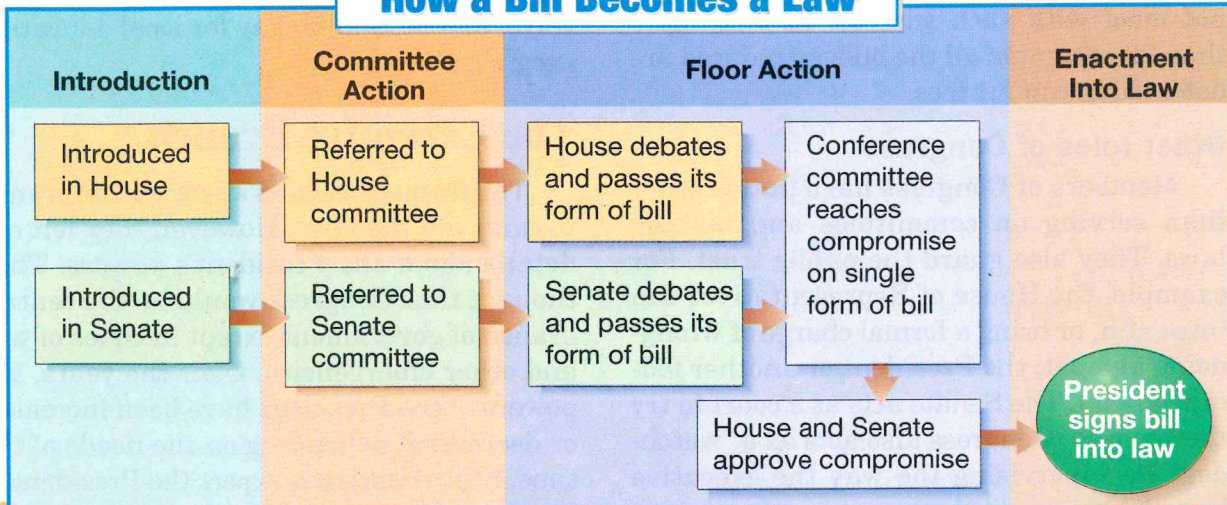 How a Bill Becomes a Law
Introduction
Committee
Action
Floor Action
Enactment
Into Law
Introduced
in House
Referred to
House
committee
House debates
and passes its
form of bill
Conference
committee
reaches
compromise
on single
form of bill
Introduced
in Senate
Referred to
Senate
committee
Senate debates
and passes its
form of bill
House and Senate
approve compromise
President
signs bill
into law